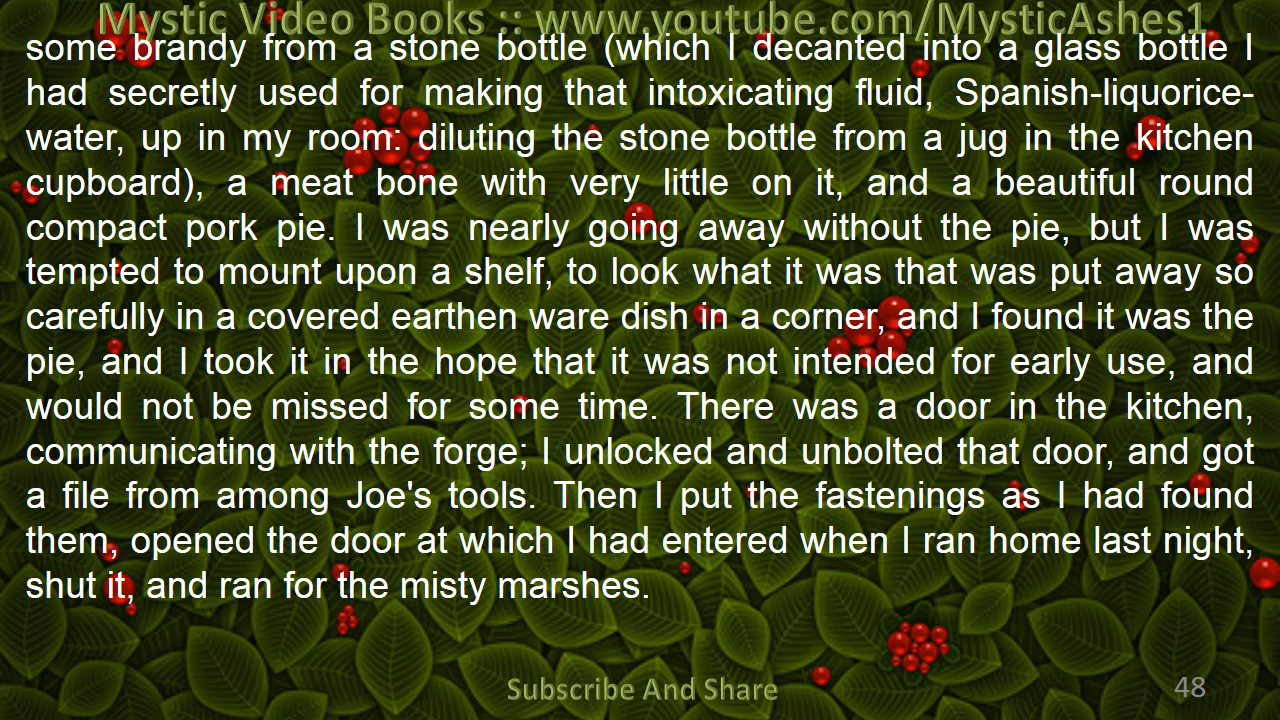 Mystic Video Books :: www.youtube.com/MysticAshes1
some brandy from a stone bottle (which I decanted into a glass bottle I
had secretly used for making that intoxicating fluid, Spanish-liquorice-
water, up in my room: diluting the stone bottle from a jug in the kitchen
cupboard), a meat bone with very little on it, and a beautiful round
compact pork pie. I was nearly going away without the pie, but I was
tempted to mount upon a shelf, to look what it was that was put away so
carefully in a covered earthen ware dish in a corner, and I found it was the
pie, and I took it in the hope that it was not intended for early use, and
would not be missed for some time. There was a door in the kitchen,
communicating with the forge; I unlocked and unbolted that door, and got
a file from among Joe's tools. Then I put the fastenings as I had found
them, opened the door at which I had entered when I ran home last night,
shut it, and ran for the misty marshes.
Subscribe And Share
48